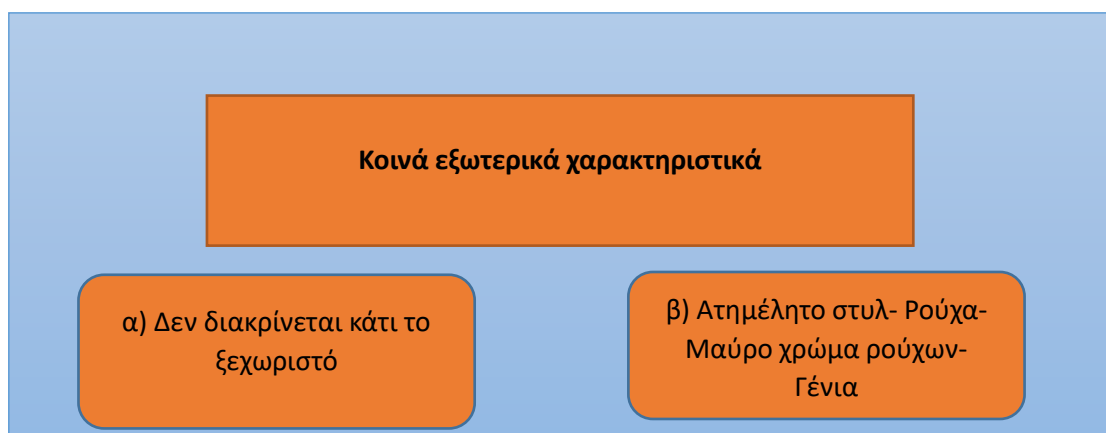 Κοινά εξωτερικά χαρακτηριστικά
α) Δεν διακρίνεται κάτι το
ξεχωριστό
β) Ατημέλητο στυλ- Ρούχα-
Μαύρο χρώμα ρούχων-
Γένια